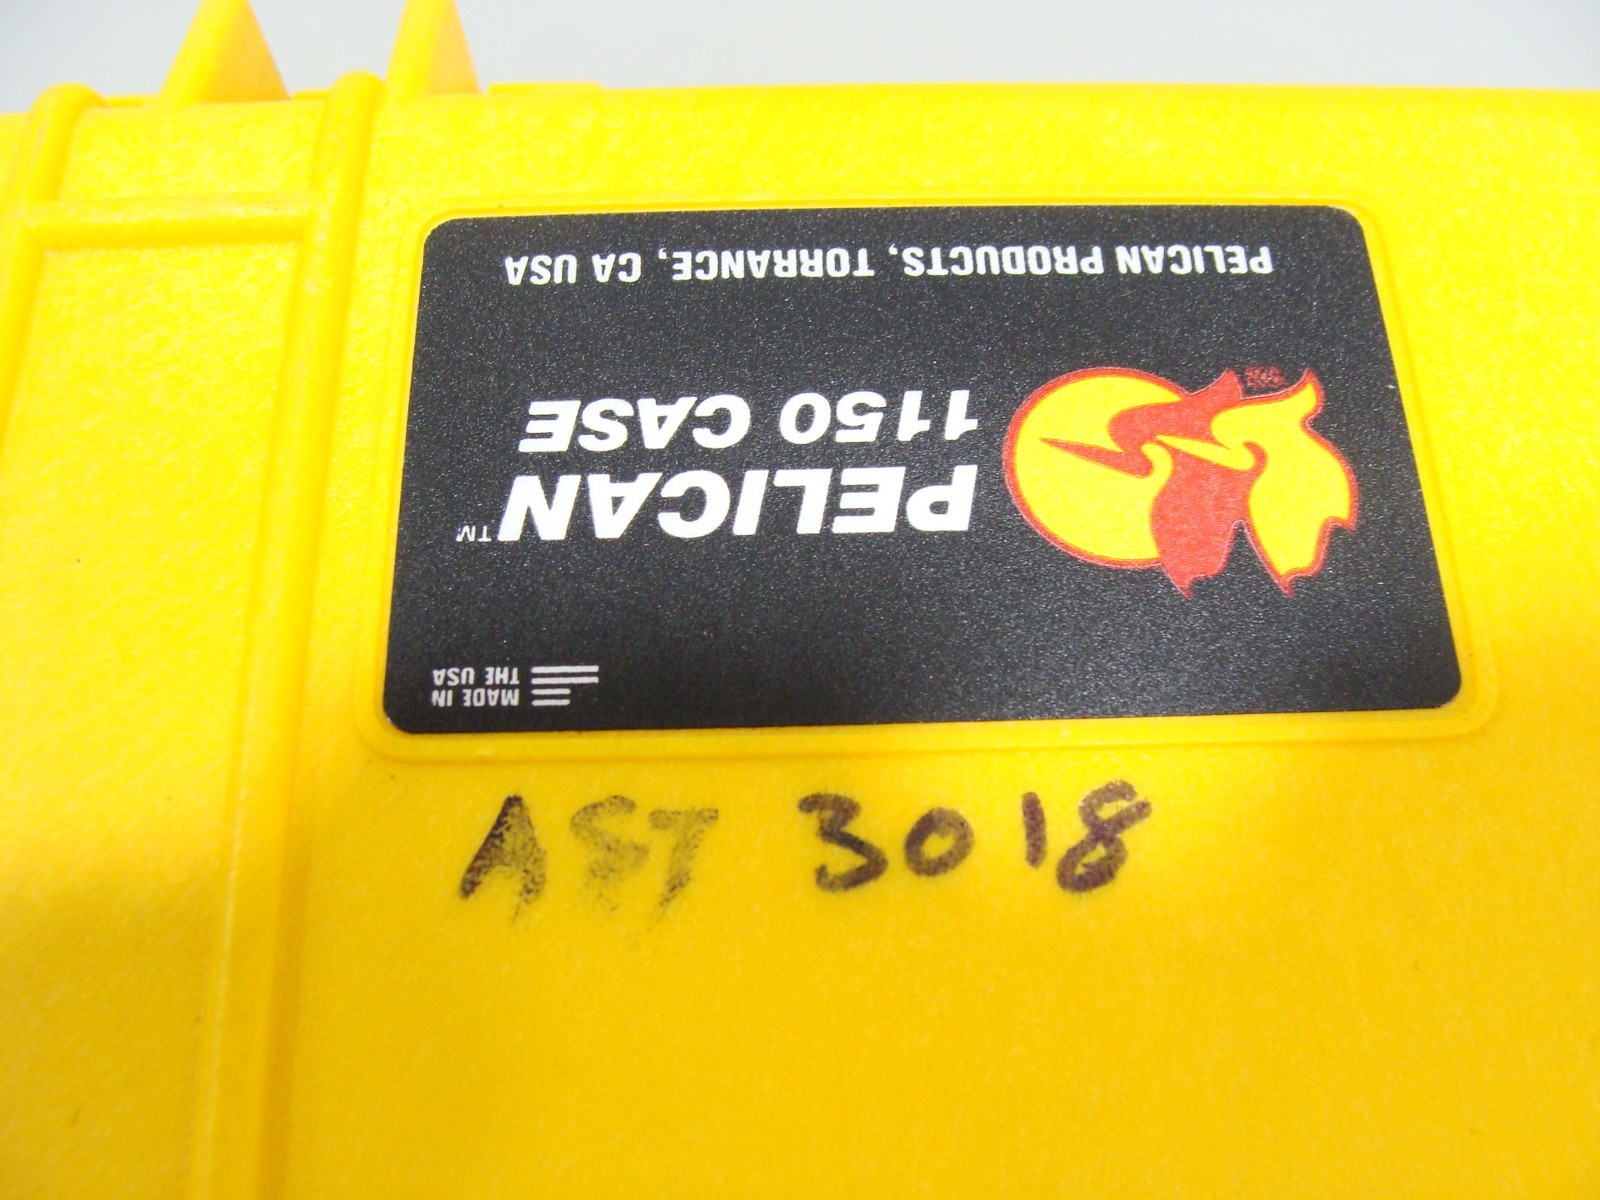 PELICAN PRODUCTS, TORRANCE, CA USA
1150 CASE
PELICAN™
MADE IN
THE USA
AST 3018